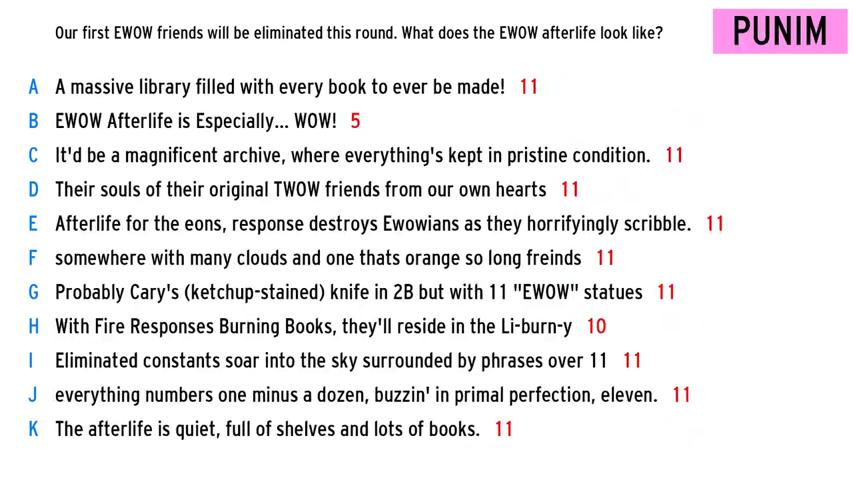 Our first EWOW friends will be eliminated this round. What does the EWOW afterlife look like?
PUNIM
A A massive library filled with every book to ever be made! 11
B EWOW Afterlife is Especially... WOW! 5
C It'd be a magnificent archive, where everything's kept in pristine condition. 11
D Their souls of their original TWOW friends from our own hearts 11
E Afterlife for the eons, response destroys Ewowians as they horrifyingly scribble. 11
F somewhere with many clouds and one thats orange so long freinds 11
G Probably Cary's (ketchup-stained) knife in 2B but with 11 "EWOW" statues 11
H With Fire Responses Burning Books, they'll reside in the Li-burn-y 10
I Eliminated constants soar into the sky surrounded by phrases over 11 11
J everything numbers one minus a dozen, buzzin' in primal perfection, eleven. 11
K The afterlife is quiet, full of shelves and lots of books. 11